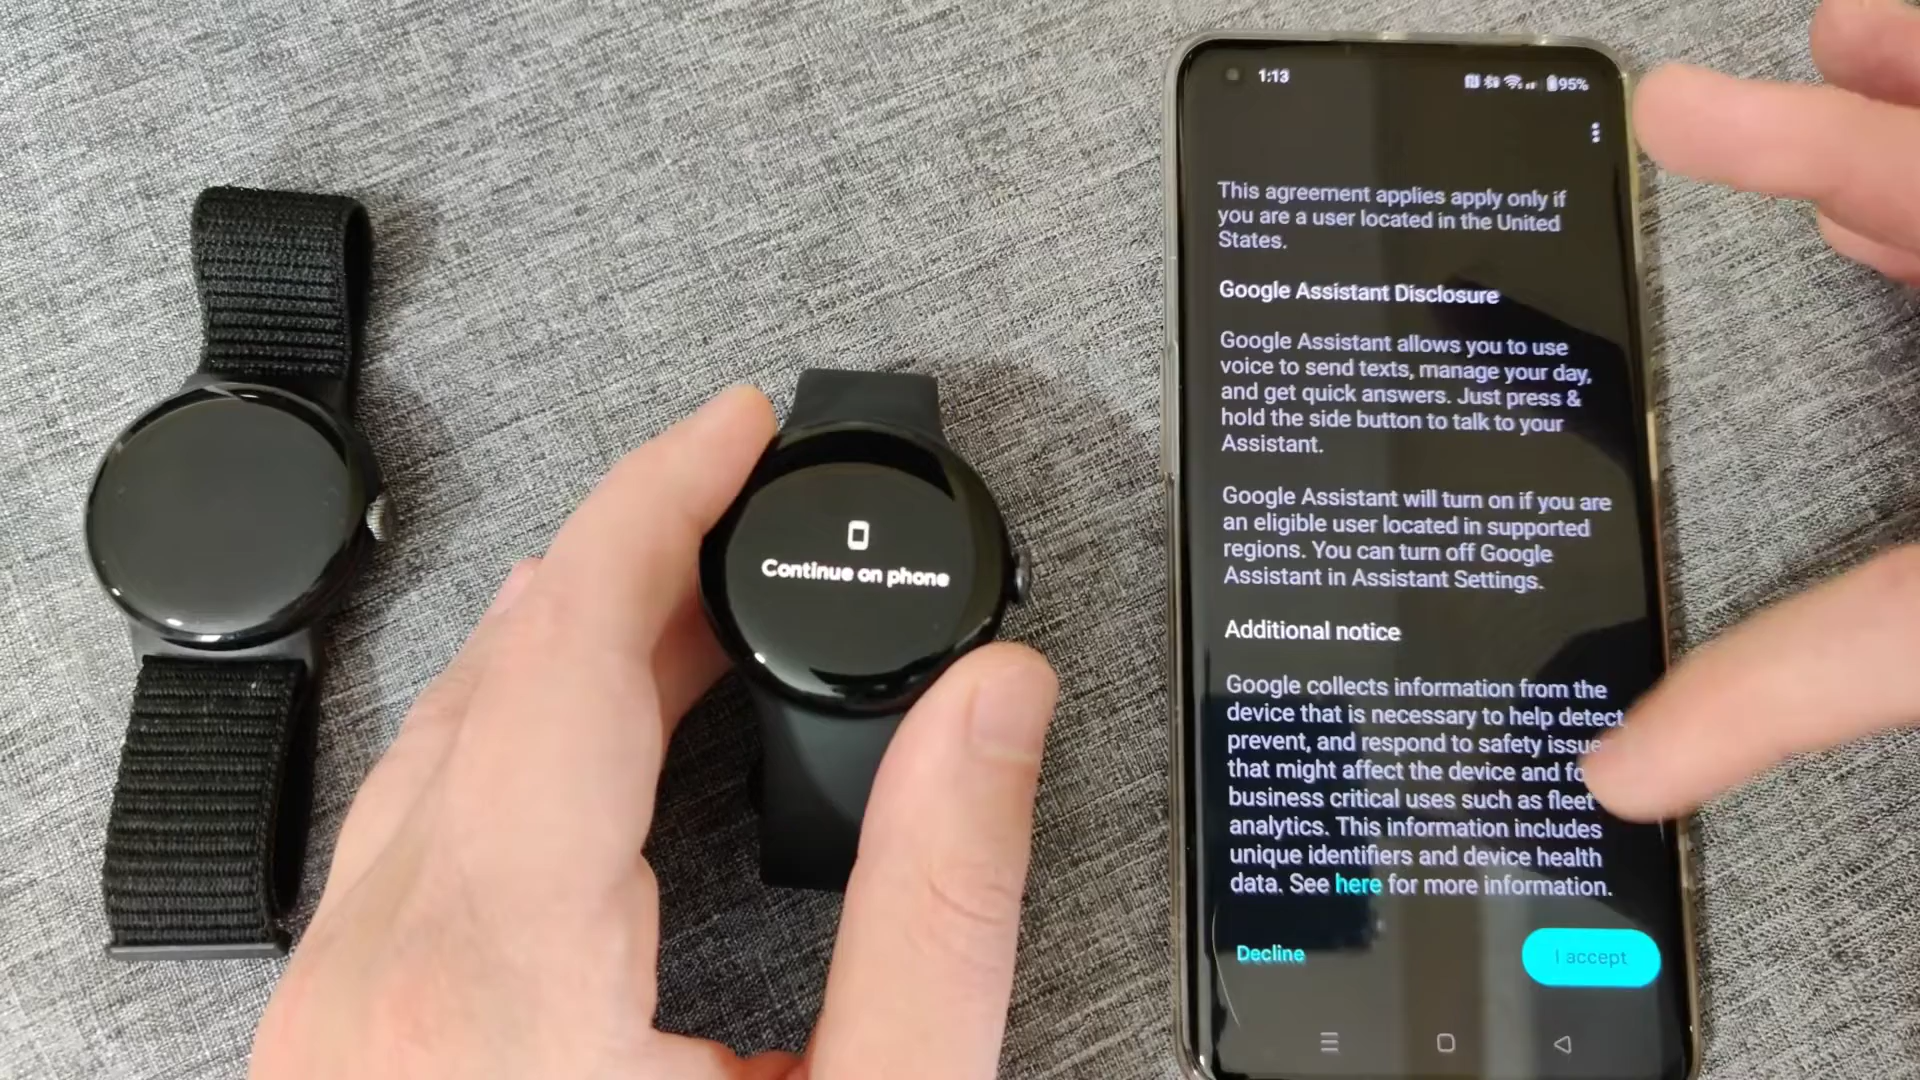 1:13
95%
This agreement applies apply only if
you are a user located in the United
States.
Google Assistant Disclosure
Google Assistant allows you to use
voice to send texts, manage your day,
and get quick answers. Just press &
hold the side button to talk to your
Assistant.
Google Assistant will turn on if you are
an eligible user located in supported
regions. You can turn off Google
Assistant in Assistant Settings.
Additional notice
Google collects information from the
device that is necessary to help detect
prevent, and respond to safety issue
that might affect the device and fo
business critical uses such as fleet
analytics. This information includes
unique identifiers and device health
data. See here for more information.
Decline
I accept
Continue on phone